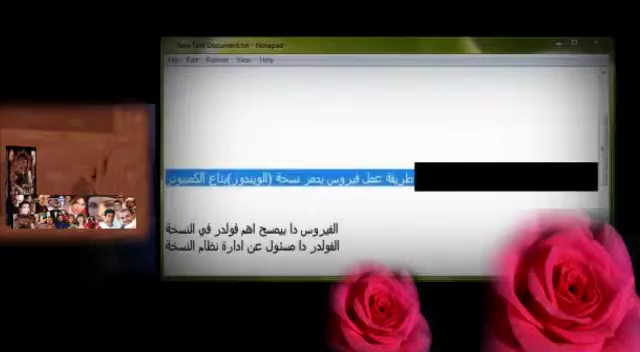 New Text Document.txt - Notepad
File Edit Format View Help
طريقة عمل فيروس يدمر نسخة (الويندوز)بتاع الكمبيوتر
الفيروس دا بيمسح اهم فولدر في النسخة
الفولدر دا مسئول عن ادارة نظام النسخة